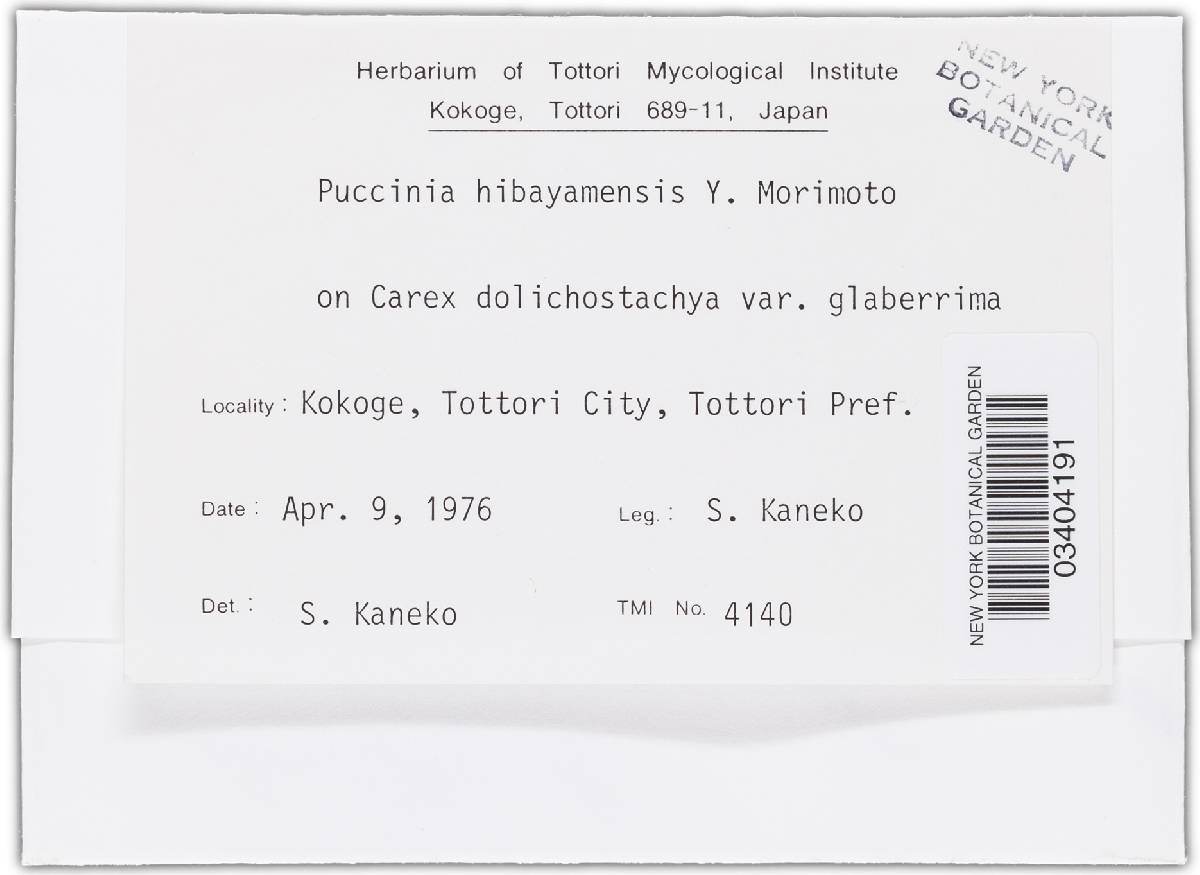 Herbarium of Tottori Mycological Institute
Kokoge, Tottori 689-11, Japan
NEW YORK
BOTANICAL
GARDEN
Puccinia hibayamensis Y. Morimoto
on Carex dolichostachya var. glaberrima
Locality : Kokoge, Tottori City, Tottori Pref.
Date : Apr. 9, 1976 Leg. : S. Kaneko
Det. : S. Kaneko TMI No. 4140
NEW YORK BOTANICAL GARDEN
03404191